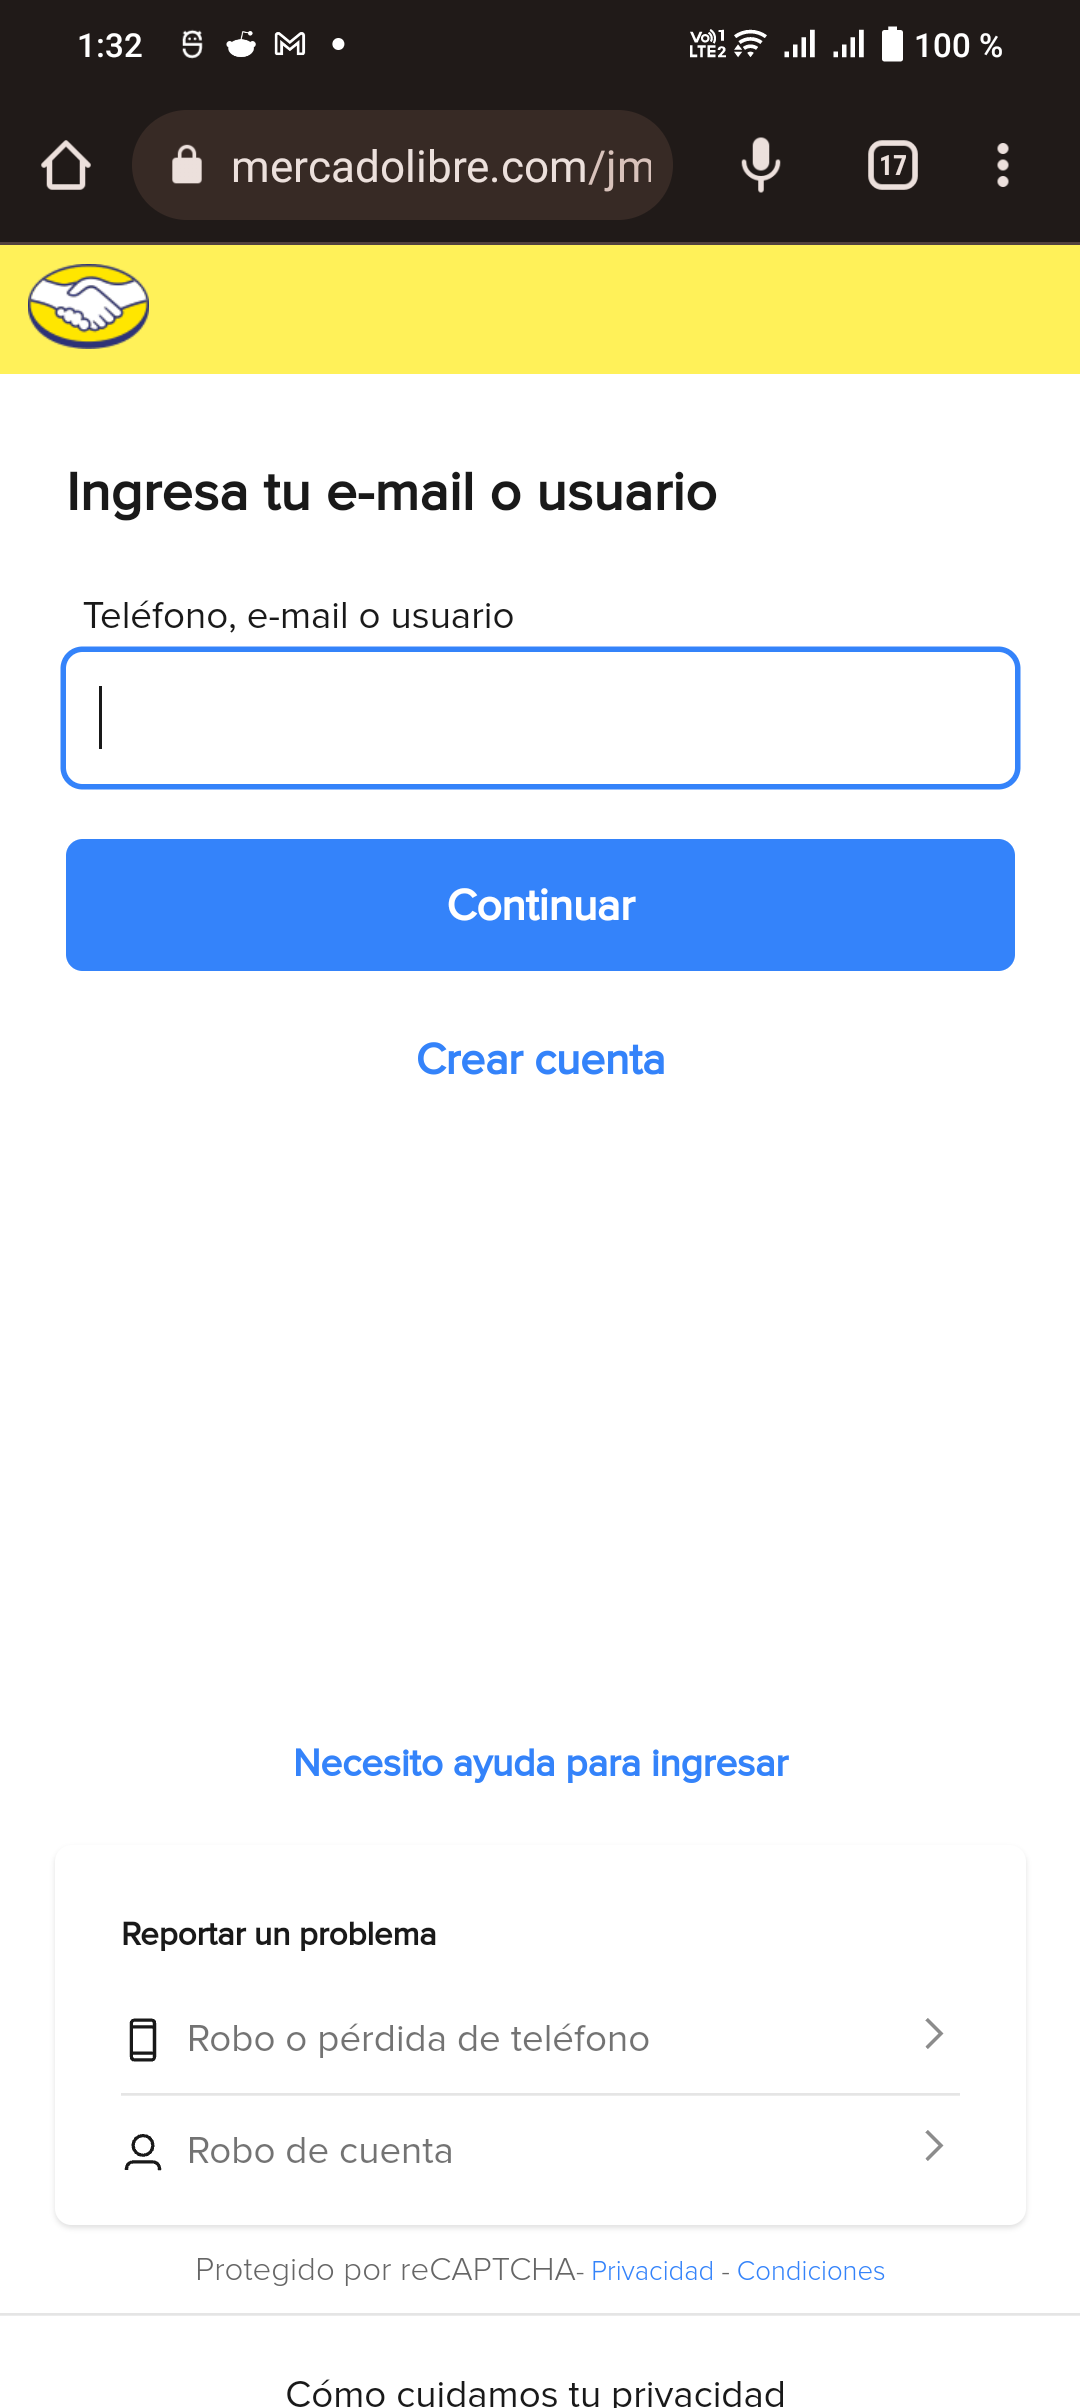 1:32
Vo)) 1
LTE2
100 %
mercadolibre.com/jm
17
Ingresa tu e-mail o usuario
Teléfono, e-mail o usuario
Continuar
Crear cuenta
Necesito ayuda para ingresar
Reportar un problema
Robo o pérdida de teléfono
Robo de cuenta
Protegido por reCAPTCHA- Privacidad - Condiciones
Cómo cuidamos tu privacidad